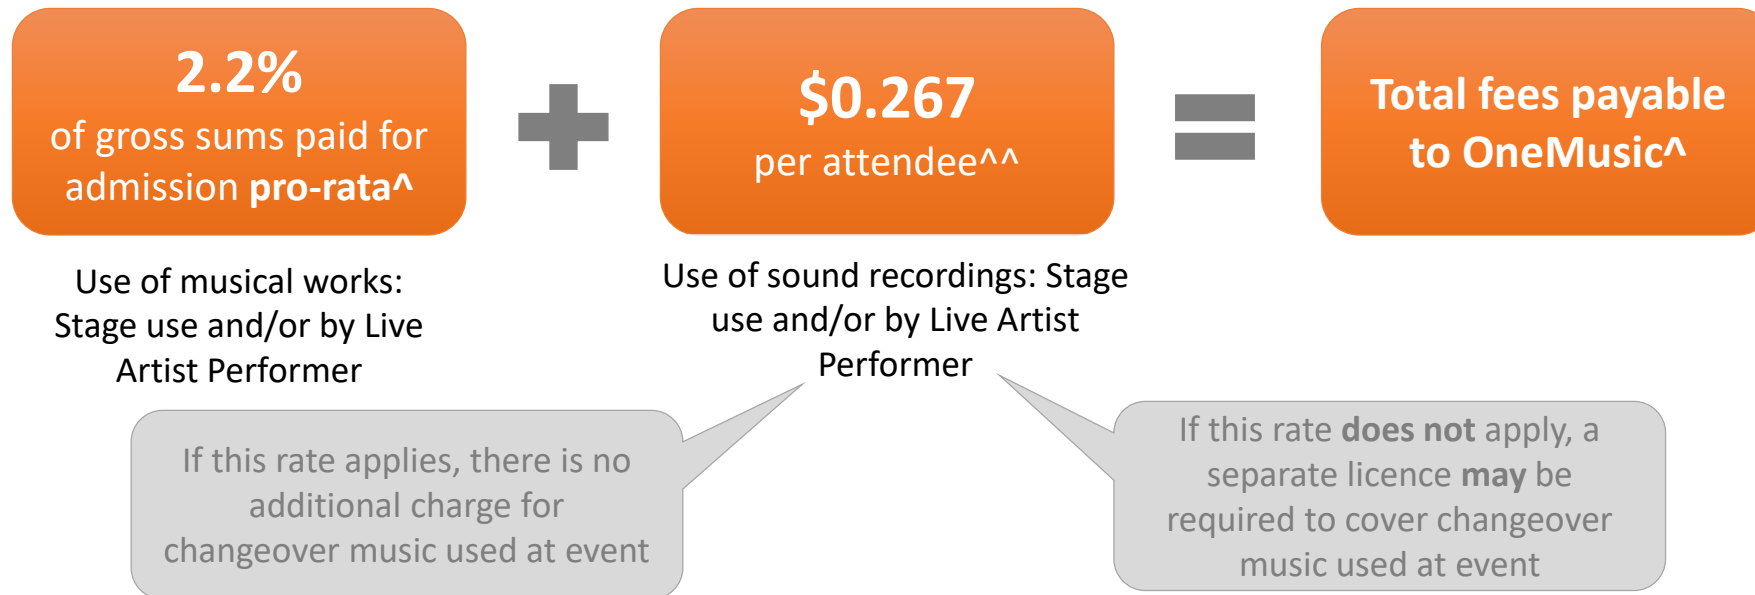 2.2%
of gross sums paid for
admission pro-rata^
$0.267
per attendee^^
Total fees payable
to OneMusic^
Use of musical works:
Stage use and/or by Live
Artist Performer
Use of sound recordings: Stage
use and/or by Live Artist
Performer
If this rate applies, there is no
additional charge for
changeover music used at event
If this rate does not apply, a
separate licence may be
required to cover changeover
music used at event